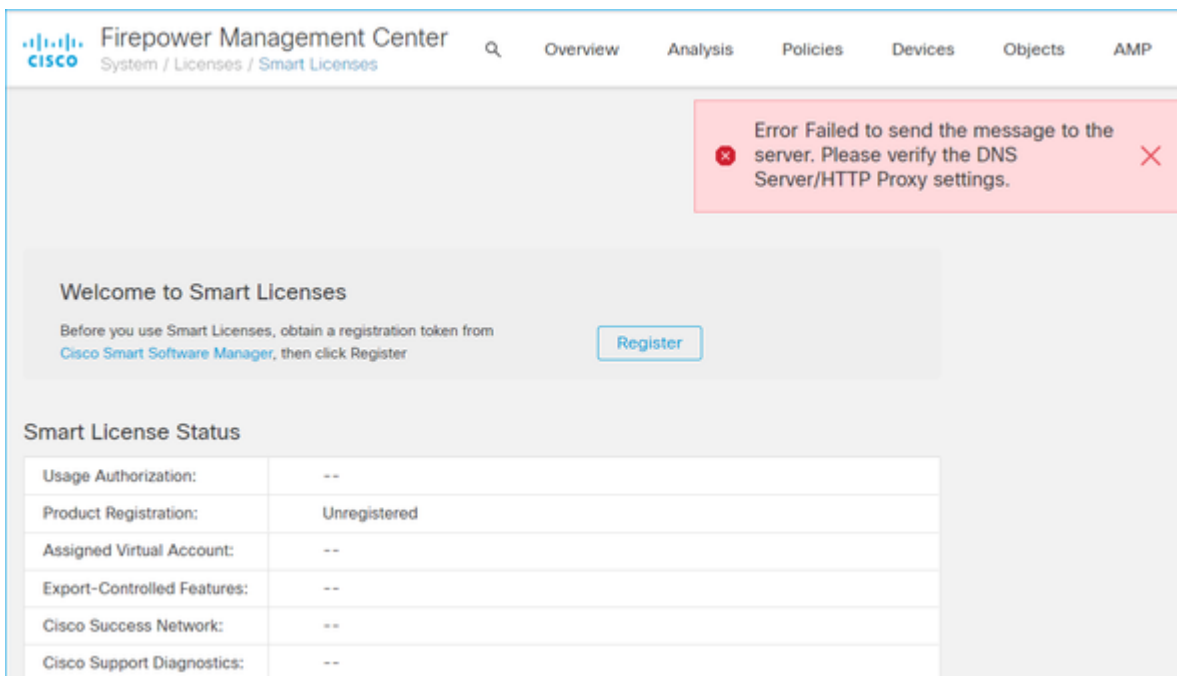 CISCO
Firepower Management Center
System / Licenses / Smart Licenses
Overview
Analysis
Policies
Devices
Objects
AMP
Error Failed to send the message to the
server. Please verify the DNS
Server/HTTP Proxy settings.
Welcome to Smart Licenses
Before you use Smart Licenses, obtain a registration token from
Cisco Smart Software Manager, then click Register
Register
Smart License Status
Usage Authorization: --
Product Registration: Unregistered
Assigned Virtual Account: --
Export-Controlled Features: --
Cisco Success Network: --
Cisco Support Diagnostics: --